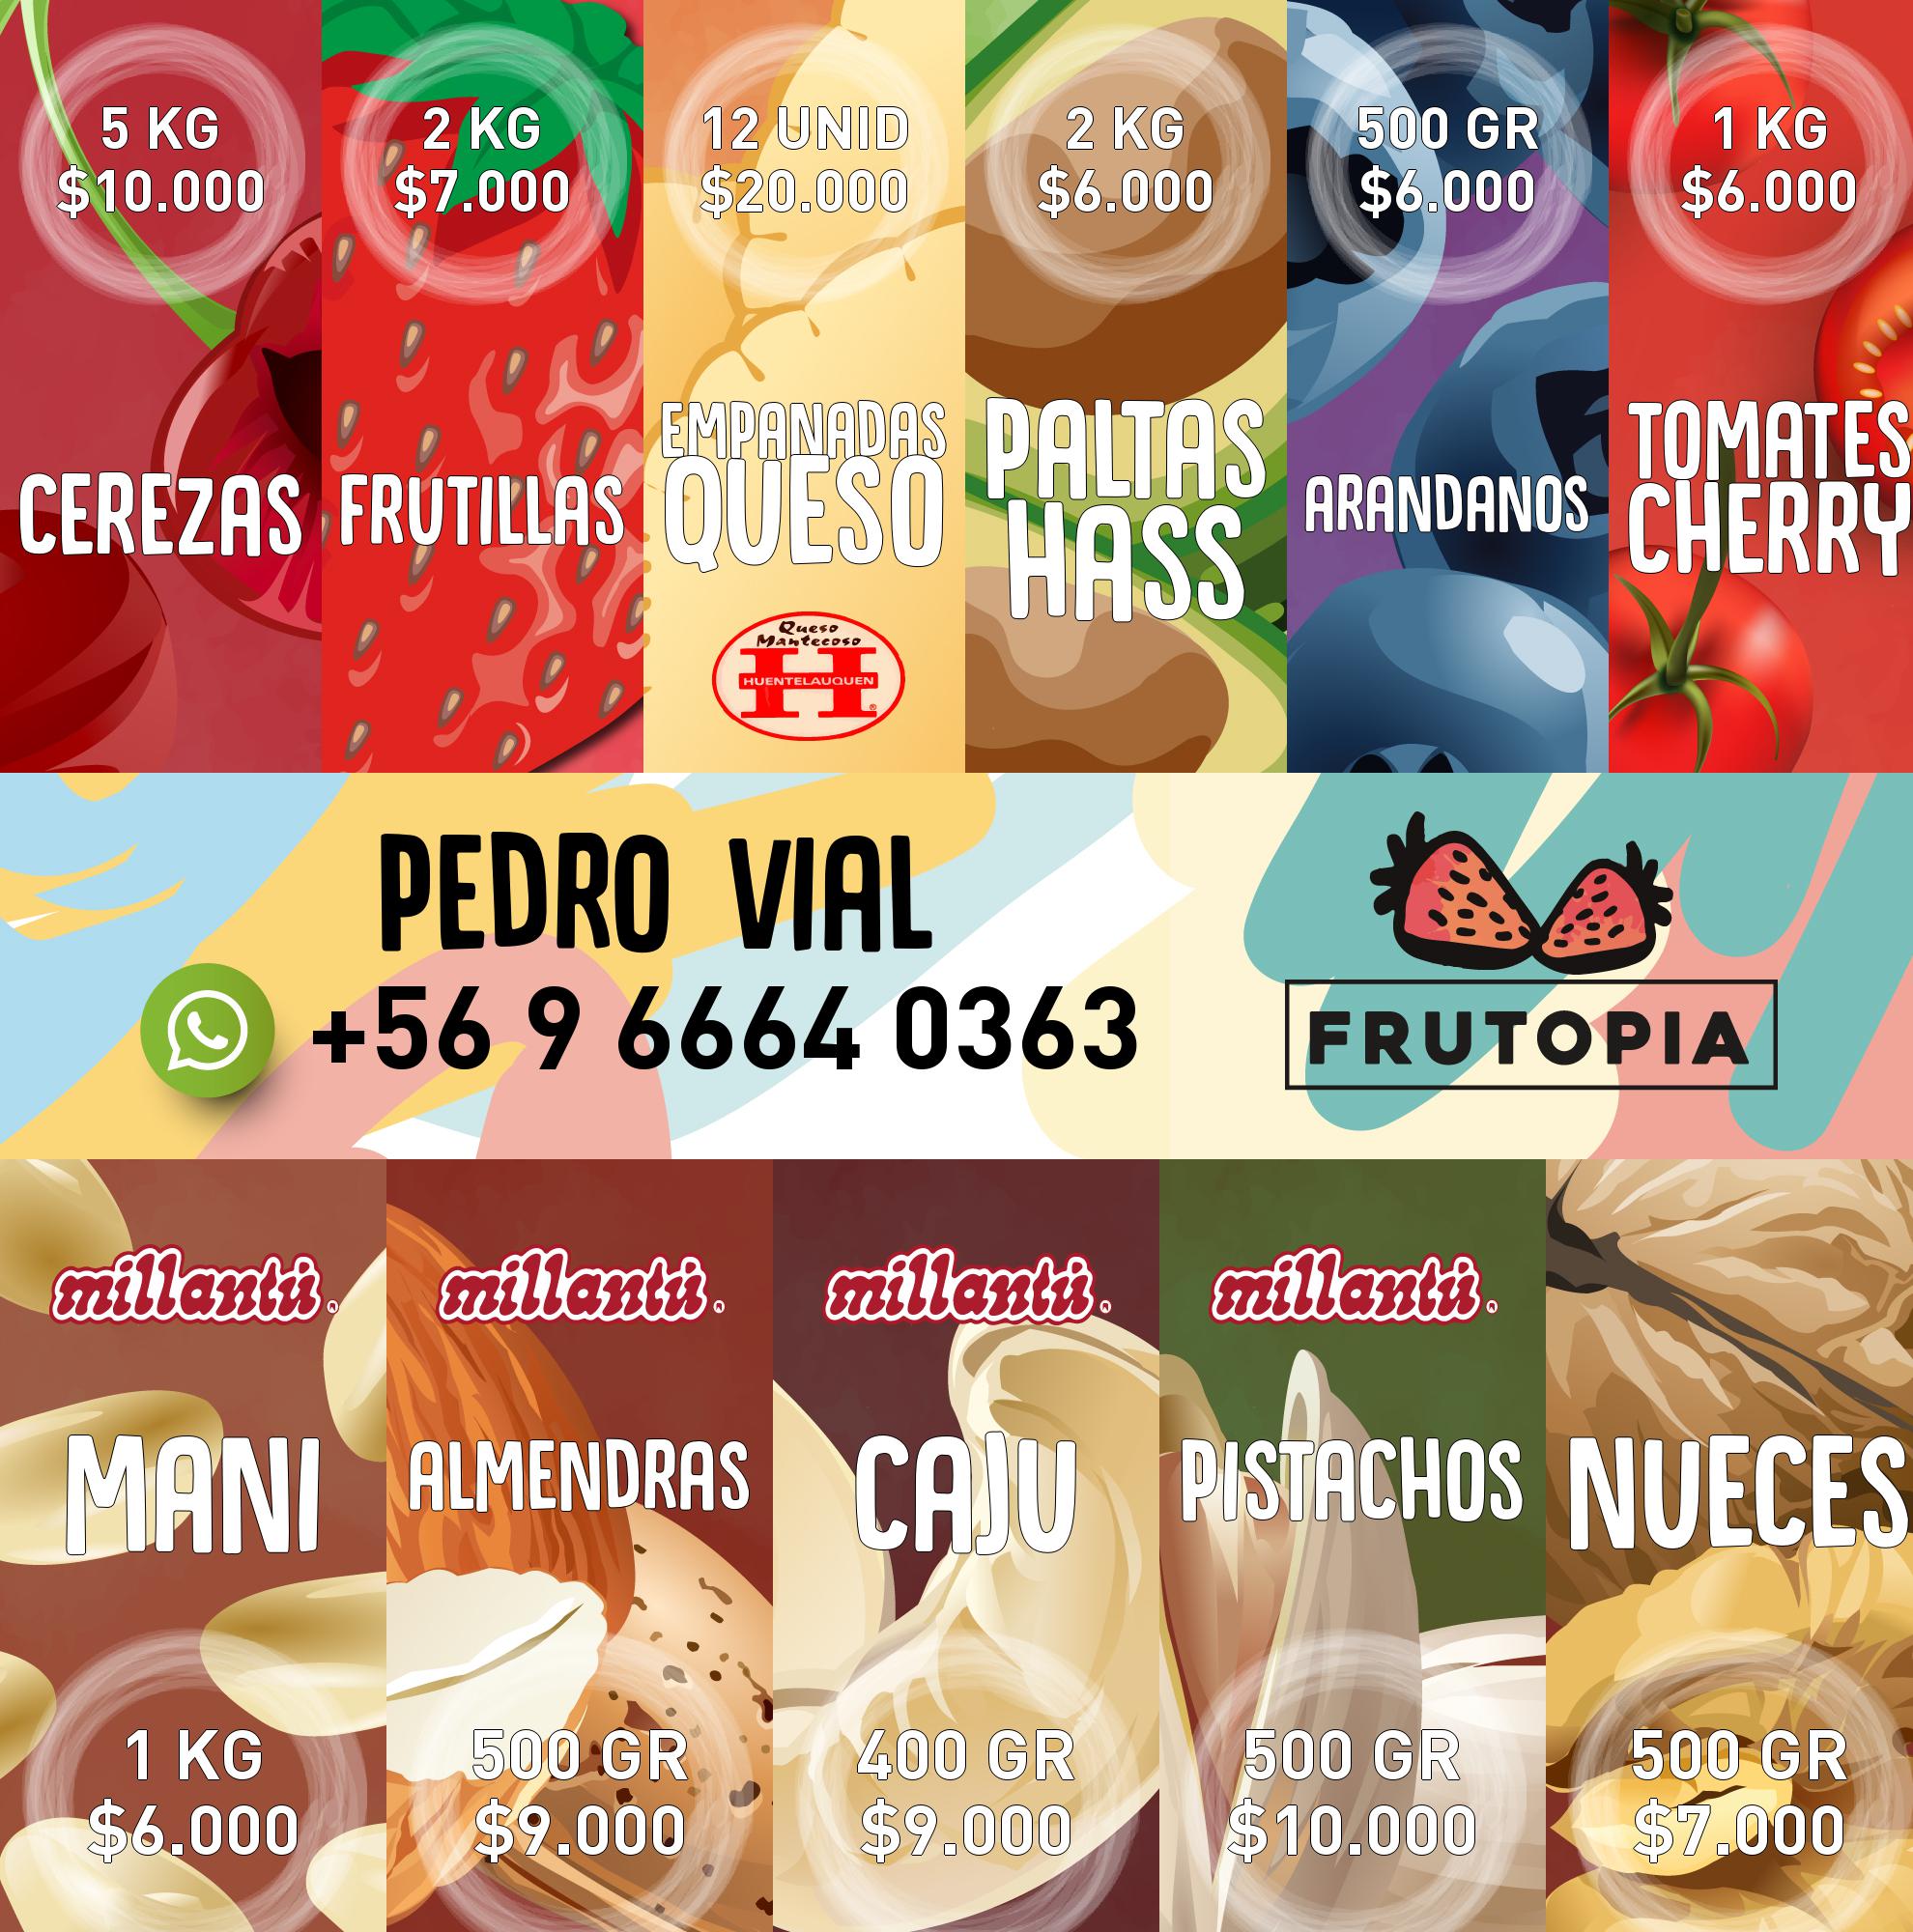 5 KG
$10.000
CEREZAS
2 KG
$7.000
FRUTILLAS
12 UNID
$20.000
EMPANADAS
QUESO
Queso
Mantecoso
H
HUENTELAUQUEN
®
2 KG
$6.000
PALTAS
HASS
500 GR
$6.000
ARANDANOS
1 KG
$6.000
TOMATES
CHERRY
PEDRO VIAL
+56 9 6664 0363
FRUTOPIA
millantú®
MANI
1 KG
$6.000
millantú®
ALMENDRAS
500 GR
$9.000
millantú®
CAJU
400 GR
$9.000
millantú®
PISTACHOS
500 GR
$10.000
NUECES
500 GR
$7.000